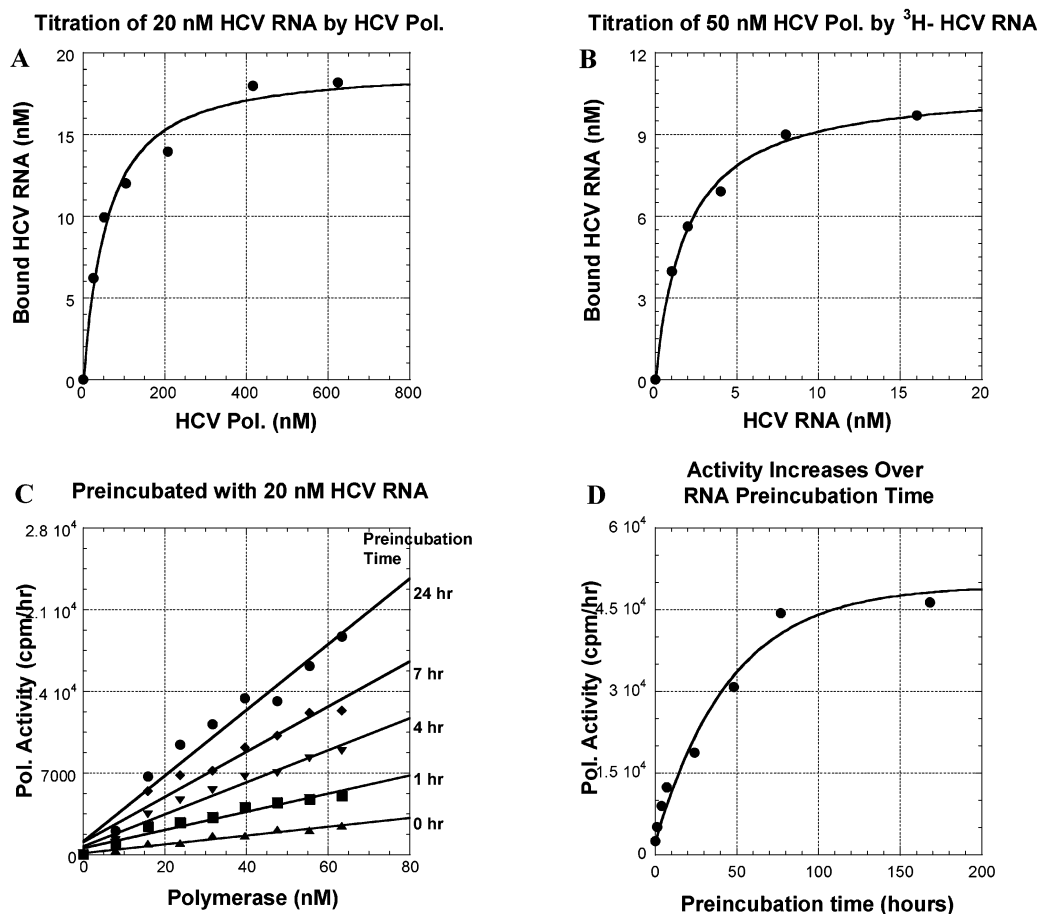 Titration of 20 nM HCV RNA by HCV Pol.
A
20
15
10
5
0
Bound HCV RNA (nM)
0 200 400 600 800
HCV Pol. (nM)
Titration of 50 nM HCV Pol. by ³H- HCV RNA
B
12
9
6
3
0
Bound HCV RNA (nM)
0 5 10 15 20
HCV RNA (nM)
C
Preincubated with 20 nM HCV RNA
2.8 10⁴
2.1 10⁴
1.4 10⁴
7000
0
Pol. Activity (cpm/hr)
Preincubation
Time
24 hr
7 hr
4 hr
1 hr
0 hr
0 20 40 60 80
Polymerase (nM)
D
Activity Increases Over
RNA Preincubation Time
6 10⁴
4.5 10⁴
3 10⁴
1.5 10⁴
0
Pol. Activity (cpm/hr)
0 50 100 150 200
Preincubation time (hours)